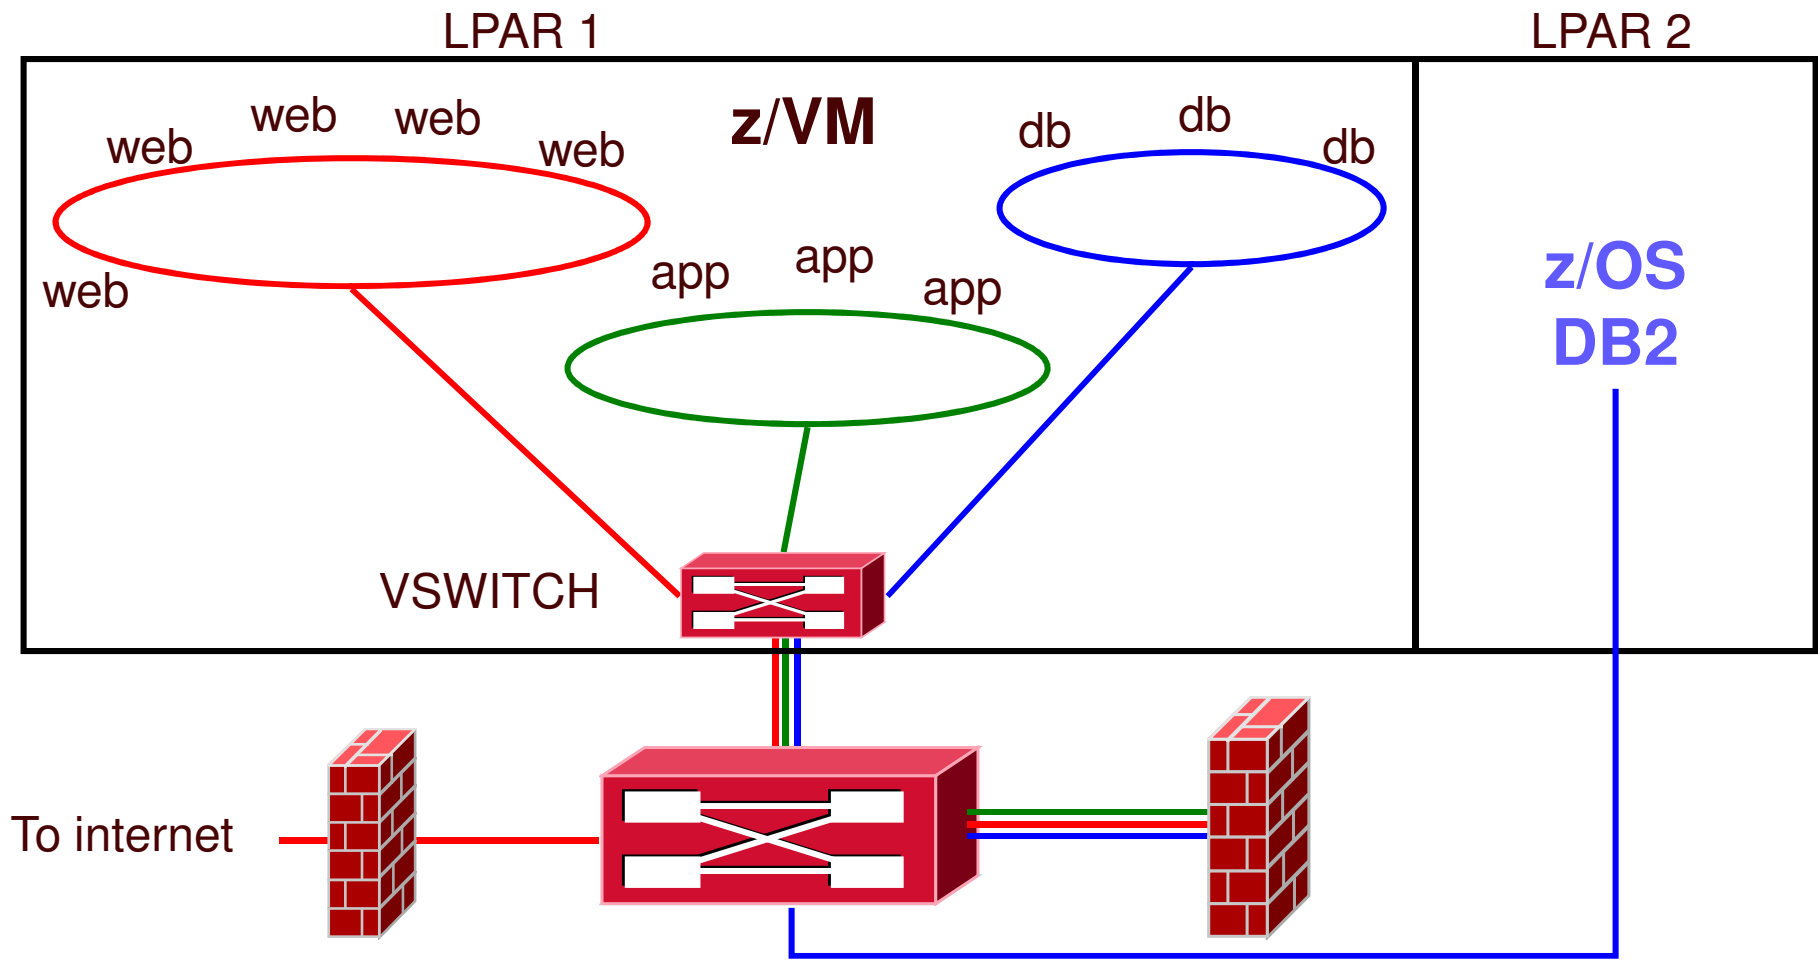 LPAR 1
LPAR 2
z/VM
web
web
web
web
web
db
db
db
app
app
app
z/OS
DB2
VSWITCH
To internet